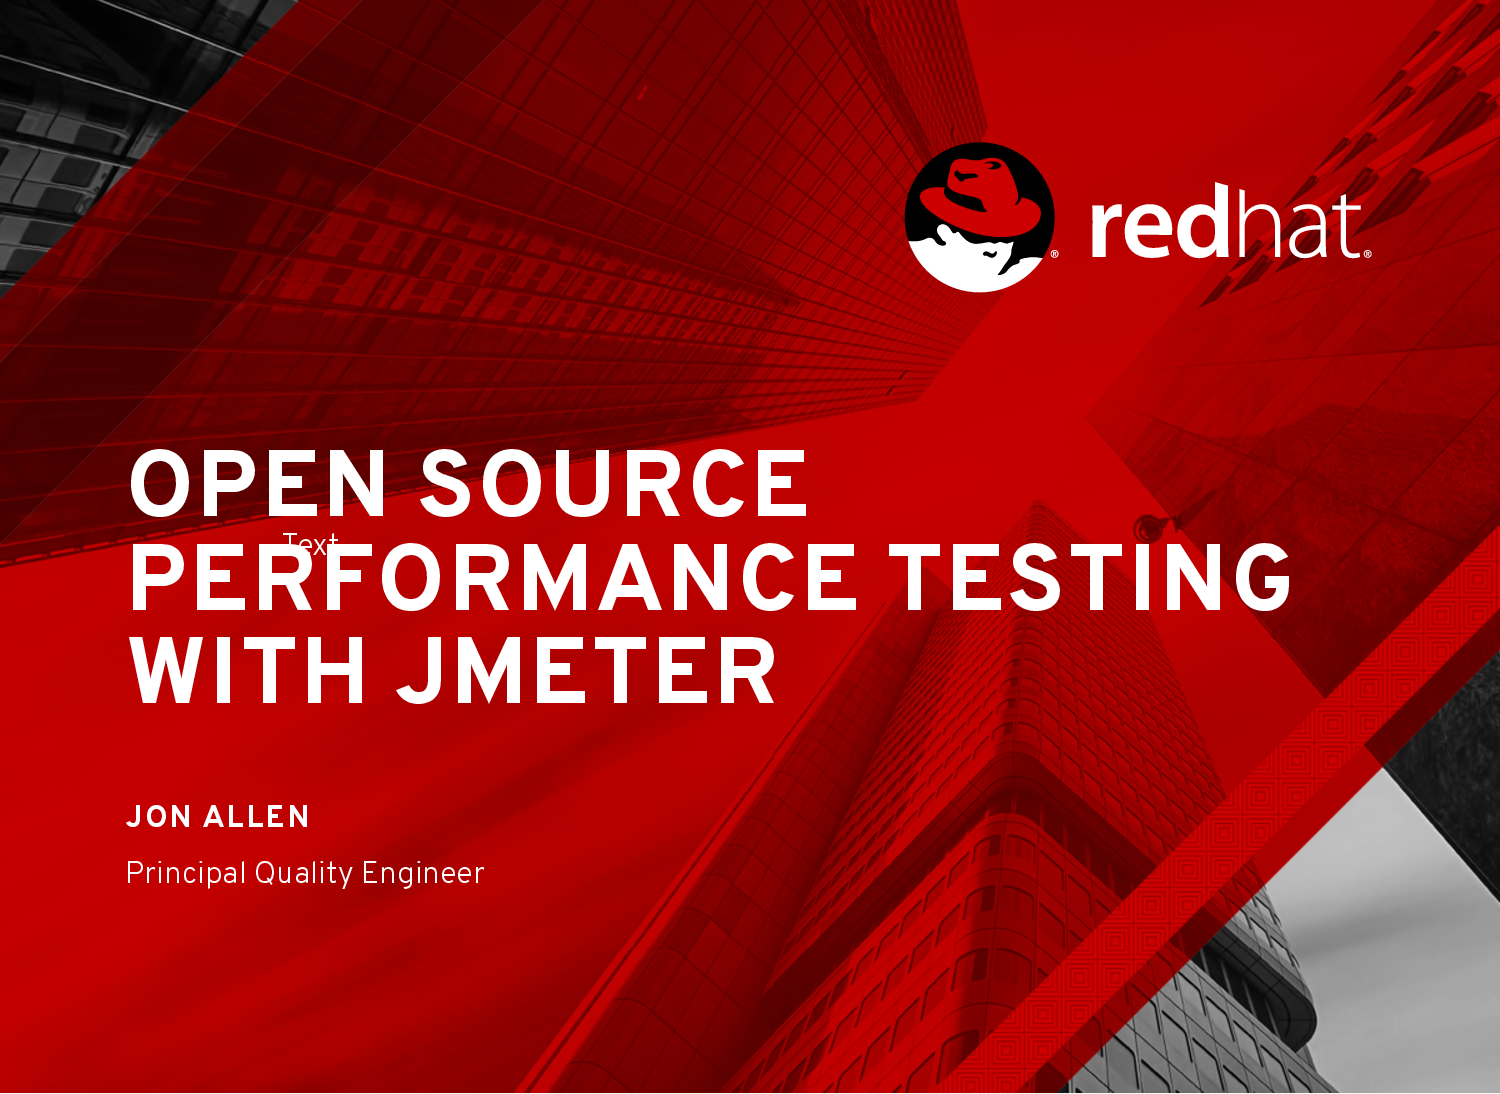 redhat®
OPEN SOURCE
Text
PERFORMANCE TESTING
WITH JMETER
JON ALLEN
Principal Quality Engineer